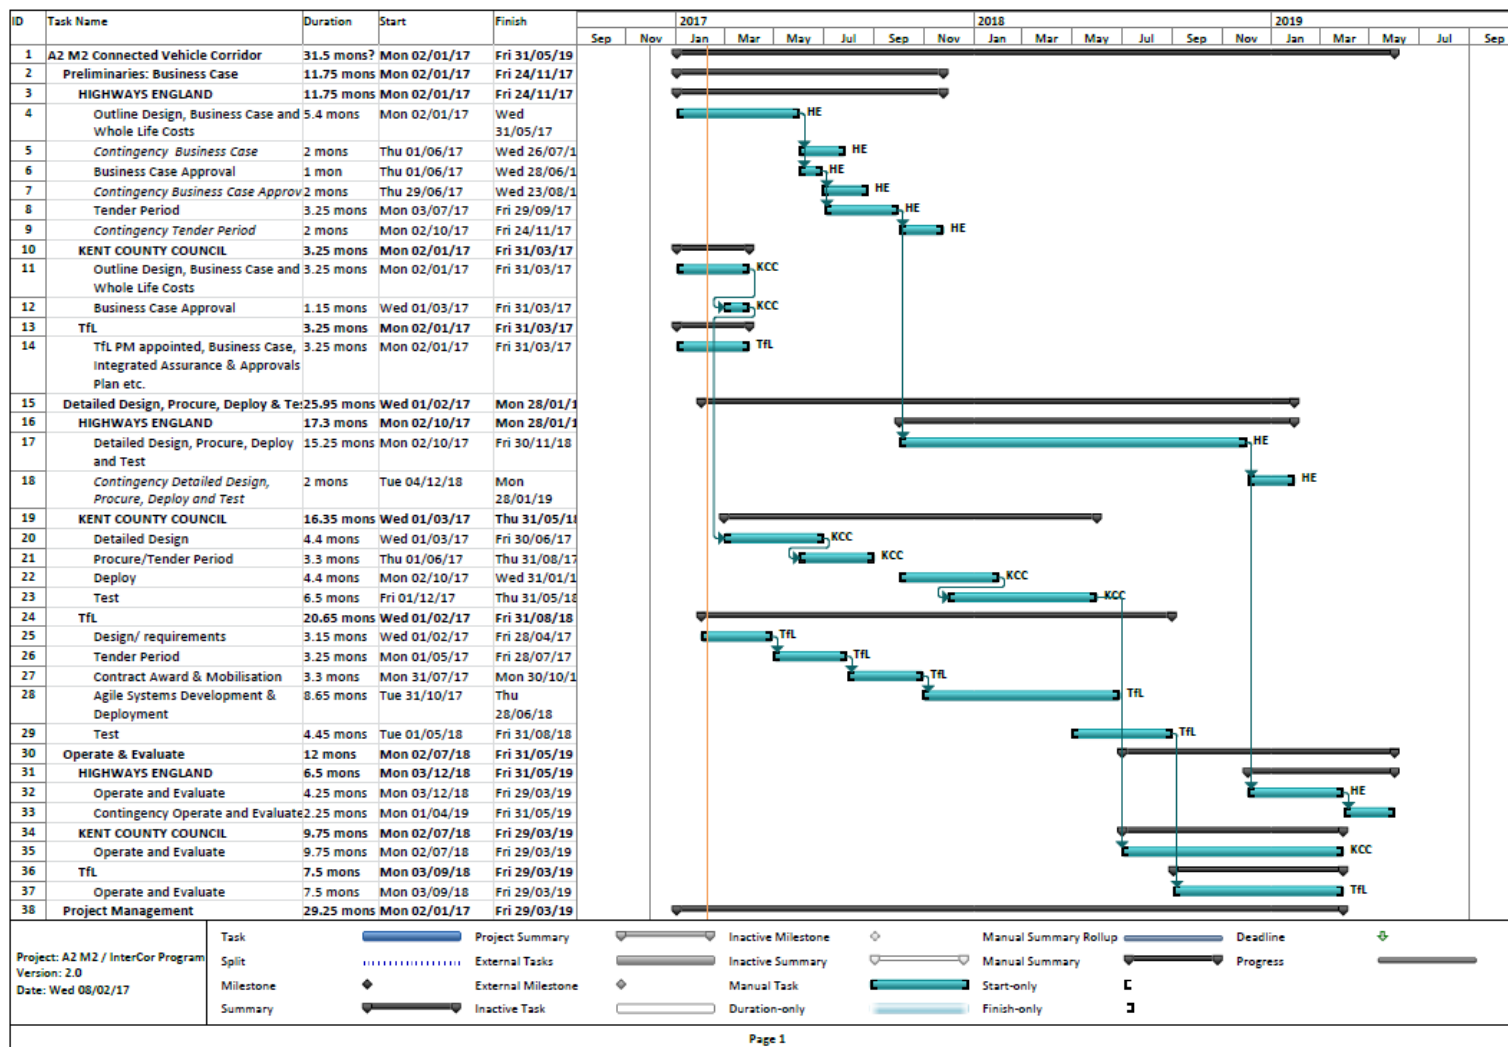 ID Task Name Duration Start Finish 2017 2018 2019
Sep Nov Jan Mar May Jul Sep Nov Jan Mar May Jul Sep Nov Jan Mar May Jul Sep
1 A2 M2 Connected Vehicle Corridor 31.5 mons? Mon 02/01/17 Fri 31/05/19
2 Preliminaries: Business Case 11.75 mons Mon 02/01/17 Fri 24/11/17
3 HIGHWAYS ENGLAND 11.75 mons Mon 02/01/17 Fri 24/11/17
4 Outline Design, Business Case and 5.4 mons Mon 02/01/17 Wed HE
Whole Life Costs 31/05/17
5 Contingency Business Case 2 mons Thu 01/06/17 Wed 26/07/1 HE
6 Business Case Approval 1 mon Thu 01/06/17 Wed 28/06/1 HE
7 Contingency Business Case Approv 2 mons Thu 29/06/17 Wed 23/08/1 HE
8 Tender Period 3.25 mons Mon 03/07/17 Fri 29/09/17 HE
9 Contingency Tender Period 2 mons Mon 02/10/17 Fri 24/11/17 HE
10 KENT COUNTY COUNCIL 3.25 mons Mon 02/01/17 Fri 31/03/17
11 Outline Design, Business Case and 3.25 mons Mon 02/01/17 Fri 31/03/17 KCC
Whole Life Costs
12 Business Case Approval 1.15 mons Wed 01/03/17 Fri 31/03/17 KCC
13 TfL 3.25 mons Mon 02/01/17 Fri 31/03/17
14 TfL PM appointed, Business Case, 3.25 mons Mon 02/01/17 Fri 31/03/17 TfL
Integrated Assurance & Approvals
Plan etc.
15 Detailed Design, Procure, Deploy & Te 25.95 mons Wed 01/02/17 Mon 28/01/1
16 HIGHWAYS ENGLAND 17.3 mons Mon 02/10/17 Mon 28/01/1
17 Detailed Design, Procure, Deploy 15.25 mons Mon 02/10/17 Fri 30/11/18 HE
and Test
18 Contingency Detailed Design, 2 mons Tue 04/12/18 Mon HE
Procure, Deploy and Test 28/01/19
19 KENT COUNTY COUNCIL 16.35 mons Wed 01/03/17 Thu 31/05/18
20 Detailed Design 4.4 mons Wed 01/03/17 Fri 30/06/17 KCC
21 Procure/Tender Period 3.3 mons Thu 01/06/17 Thu 31/08/17 KCC
22 Deploy 4.4 mons Mon 02/10/17 Wed 31/01/1 KCC
23 Test 6.5 mons Fri 01/12/17 Thu 31/05/18 KCC
24 TfL 20.65 mons Wed 01/02/17 Fri 31/08/18
25 Design/ requirements 3.15 mons Wed 01/02/17 Fri 28/04/17 TfL
26 Tender Period 3.25 mons Mon 01/05/17 Fri 28/07/17 TfL
27 Contract Award & Mobilisation 3.3 mons Mon 31/07/17 Mon 30/10/1 TfL
28 Agile Systems Development & 8.65 mons Tue 31/10/17 Thu TfL
Deployment 28/06/18
29 Test 4.45 mons Tue 01/05/18 Fri 31/08/18 TfL
30 Operate & Evaluate 12 mons Mon 02/07/18 Fri 31/05/19
31 HIGHWAYS ENGLAND 6.5 mons Mon 03/12/18 Fri 31/05/19
32 Operate and Evaluate 4.25 mons Mon 03/12/18 Fri 29/03/19 HE
33 Contingency Operate and Evaluate 2.25 mons Mon 01/04/19 Fri 31/05/19
34 KENT COUNTY COUNCIL 9.75 mons Mon 02/07/18 Fri 29/03/19
35 Operate and Evaluate 9.75 mons Mon 02/07/18 Fri 29/03/19 KCC
36 TfL 7.5 mons Mon 03/09/18 Fri 29/03/19
37 Operate and Evaluate 7.5 mons Mon 03/09/18 Fri 29/03/19 TfL
38 Project Management 29.25 mons Mon 02/01/17 Fri 29/03/19
Project: A2 M2 / InterCor Program
Version: 2.0
Date: Wed 08/02/17
Task Project Summary Inactive Milestone Manual Summary Rollup Deadline
Split External Tasks Inactive Summary Manual Summary Progress
Milestone External Milestone Manual Task Start-only
Summary Inactive Task Duration-only Finish-only
Page 1